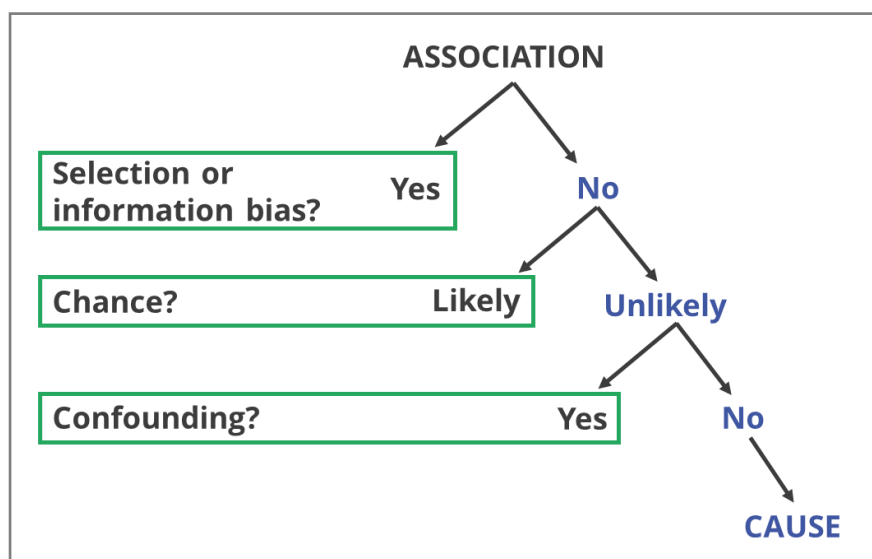 ASSOCIATION
Selection or
information bias? Yes
No
Chance? Likely
Unlikely
Confounding? Yes
No
CAUSE